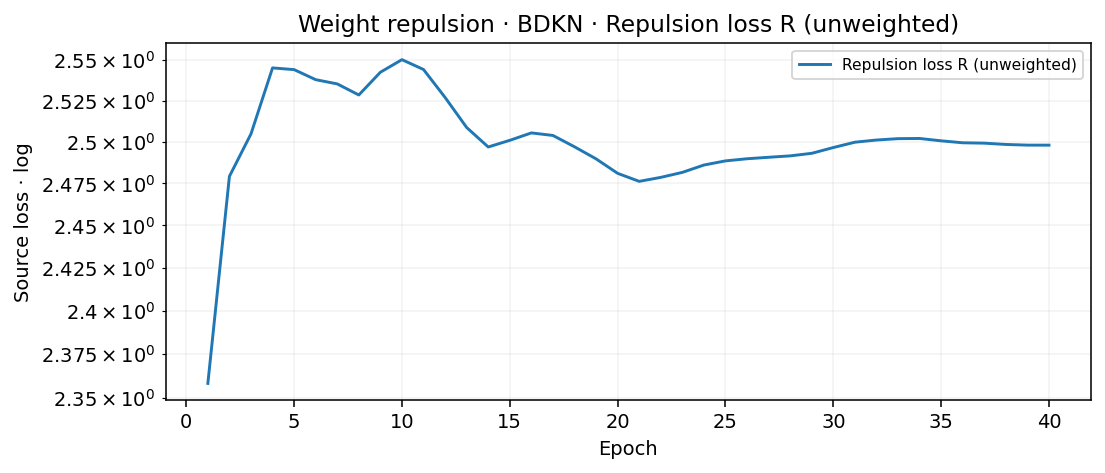 Weight repulsion · BDKN · Repulsion loss R (unweighted)
Repulsion loss R (unweighted)
Source loss · log
2.55 × 10⁰
2.525 × 10⁰
2.5 × 10⁰
2.475 × 10⁰
2.45 × 10⁰
2.425 × 10⁰
2.4 × 10⁰
2.375 × 10⁰
2.35 × 10⁰
0 5 10 15 20 25 30 35 40
Epoch